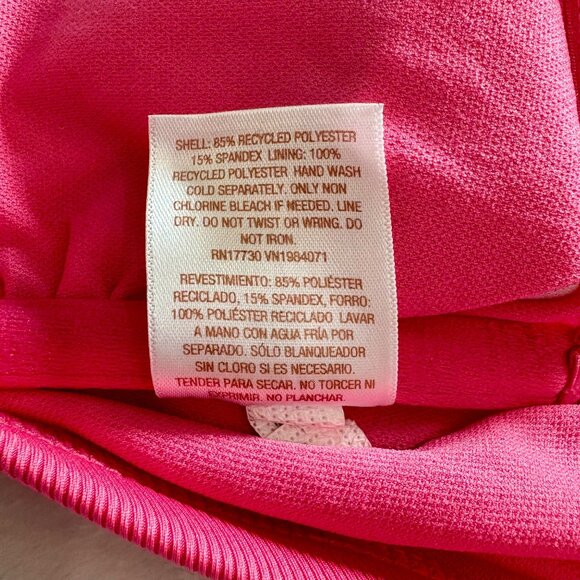 SHELL: 85% RECYCLED POLYESTER
15% SPANDEX LINING: 100%
RECYCLED POLYESTER HAND WASH
COLD SEPARATELY. ONLY NON
CHLORINE BLEACH IF NEEDED. LINE
DRY. DO NOT TWIST OR WRING. DO
NOT IRON.
RN17730 VN1984071
REVESTIMIENTO: 85% POLIÉSTER
RECICLADO, 15% SPANDEX, FORRO:
100% POLIÉSTER RECICLADO LAVAR
A MANO CON AGUA FRÍA POR
SEPARADO. SÓLO BLANQUEADOR
SIN CLORO SI ES NECESARIO.
TENDER PARA SECAR. NO TORCER NI
EXPRIMIR. NO PLANCHAR.